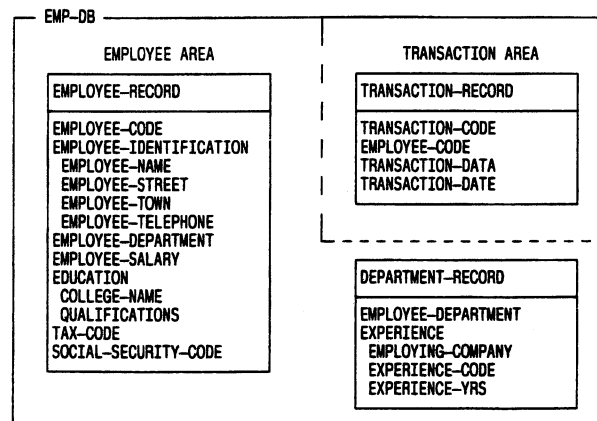 EMP-DB
EMPLOYEE AREA
EMPLOYEE-RECORD
EMPLOYEE-CODE
EMPLOYEE-IDENTIFICATION
EMPLOYEE-NAME
EMPLOYEE-STREET
EMPLOYEE-TOWN
EMPLOYEE-TELEPHONE
EMPLOYEE-DEPARTMENT
EMPLOYEE-SALARY
EDUCATION
COLLEGE-NAME
QUALIFICATIONS
TAX-CODE
SOCIAL-SECURITY-CODE
TRANSACTION AREA
TRANSACTION-RECORD
TRANSACTION-CODE
EMPLOYEE-CODE
TRANSACTION-DATA
TRANSACTION-DATE
DEPARTMENT-RECORD
EMPLOYEE-DEPARTMENT
EXPERIENCE
EMPLOYING-COMPANY
EXPERIENCE-CODE
EXPERIENCE-YRS